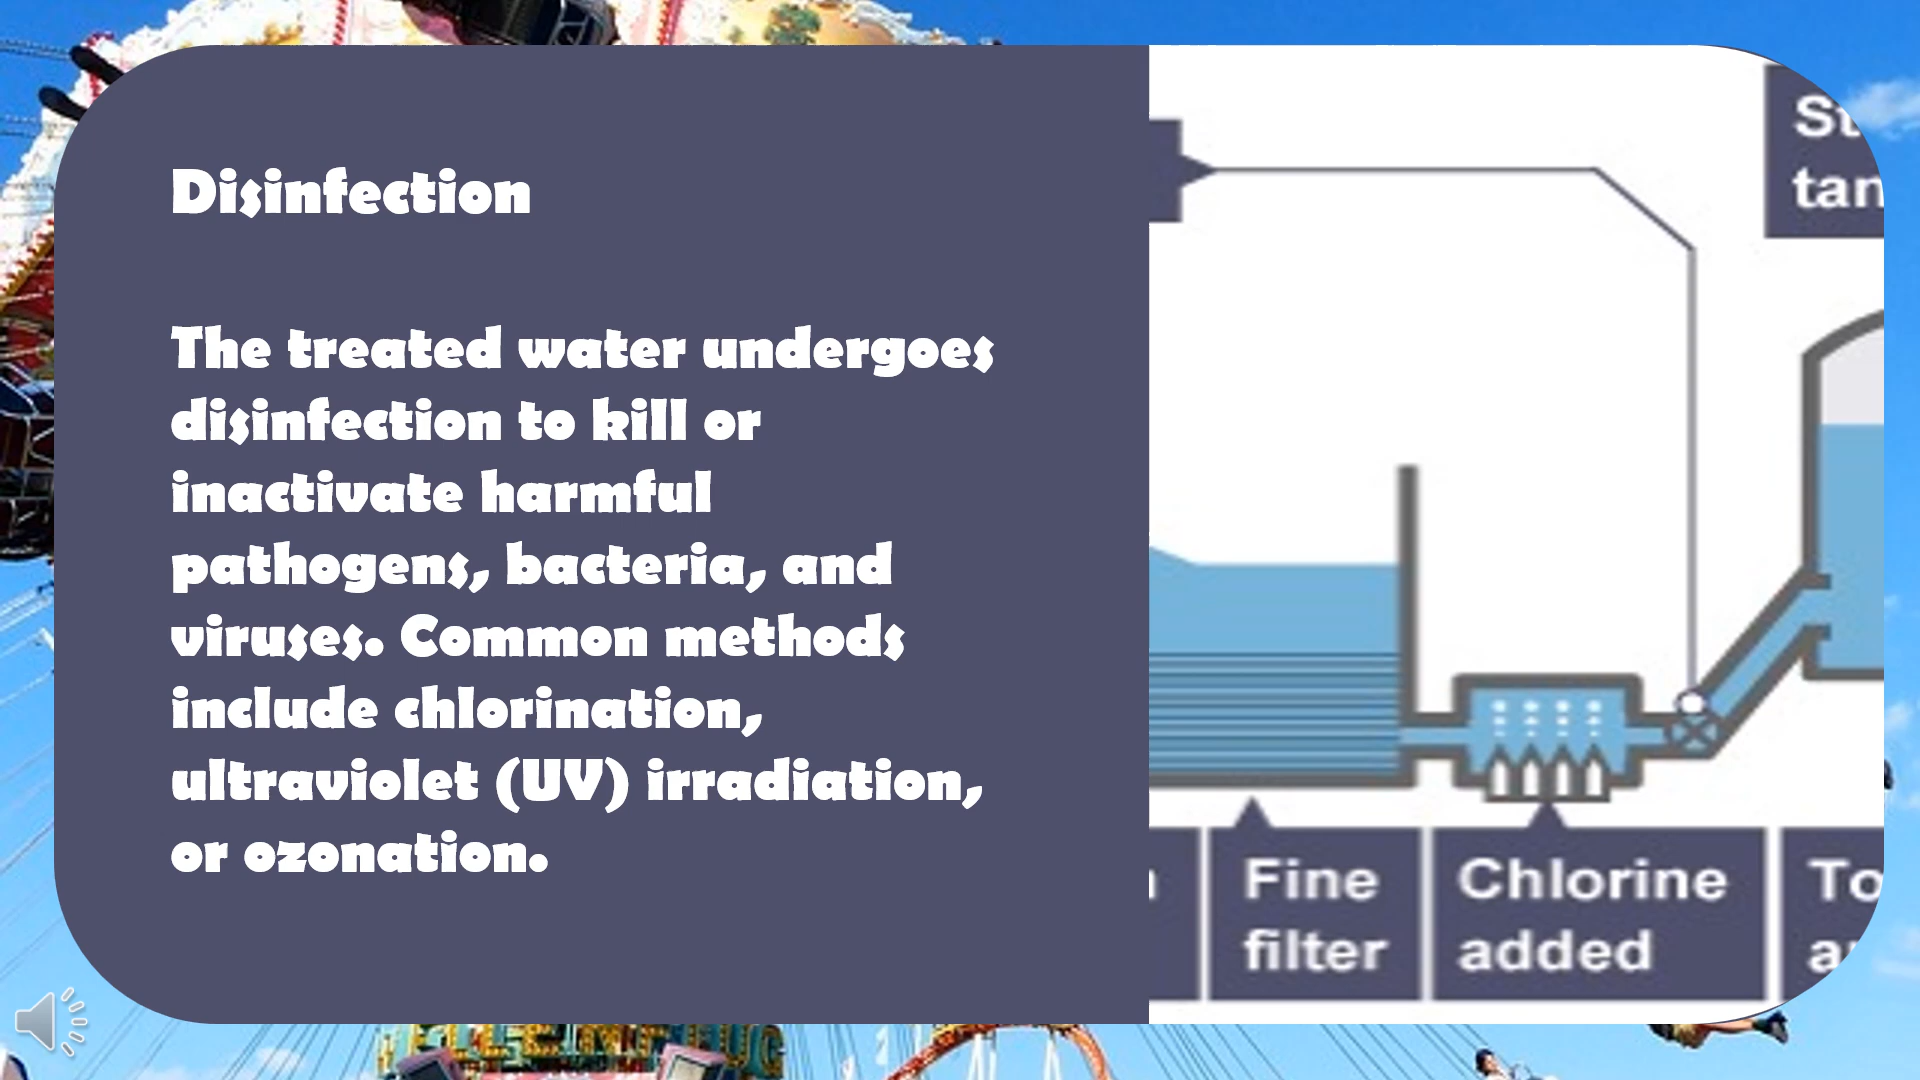 Disinfection
The treated water undergoes
disinfection to kill or
inactivate harmful
pathogens, bacteria, and
viruses. Common methods
include chlorination,
ultraviolet (UV) irradiation,
or ozonation.
Fine
filter
Chlorine
added